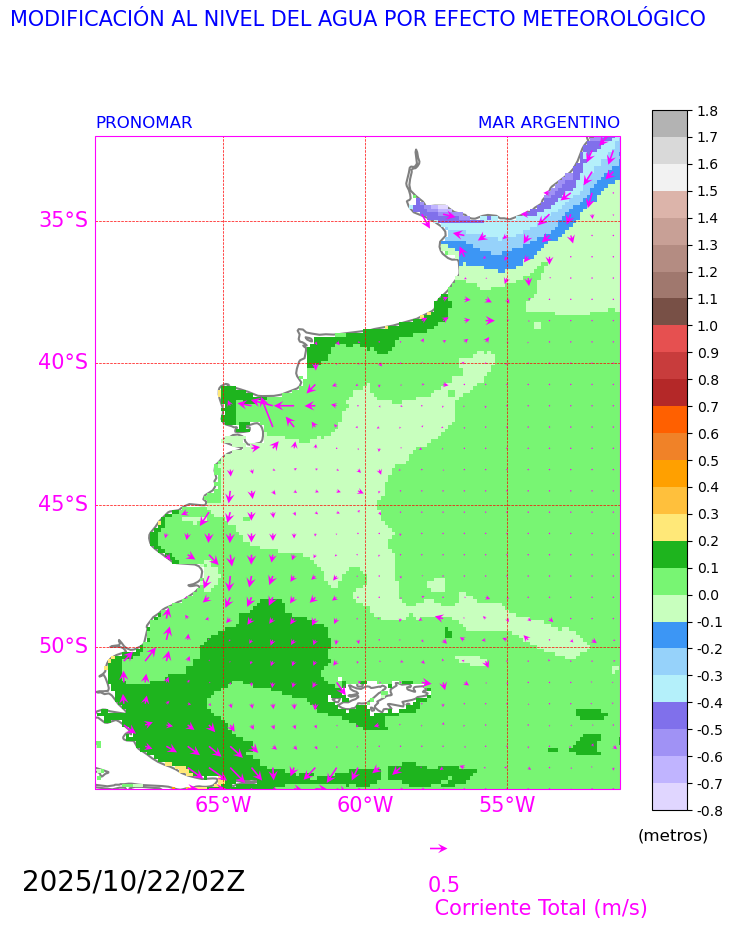 MODIFICACIÓN AL NIVEL DEL AGUA POR EFECTO METEOROLÓGICO
PRONOMAR MAR ARGENTINO
1.8
1.7
1.6
1.5
1.4
1.3
1.2
1.1
1.0
0.9
0.8
0.7
0.6
0.5
0.4
0.3
0.2
0.1
0.0
-0.1
-0.2
-0.3
-0.4
-0.5
-0.6
-0.7
-0.8
(metros)
35°S
40°S
45°S
50°S
65°W 60°W 55°W
2025/10/22/02Z
0.5
Corriente Total (m/s)